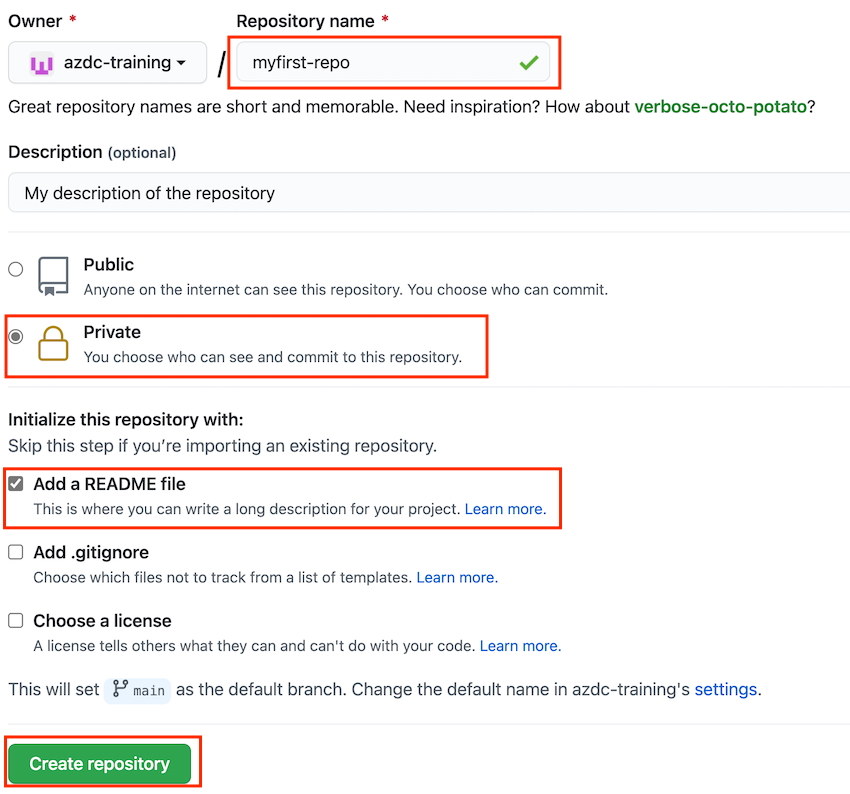 Owner * Repository name *
azdc-training / myfirst-repo
Great repository names are short and memorable. Need inspiration? How about verbose-octo-potato?
Description (optional)
My description of the repository
Public
Anyone on the internet can see this repository. You choose who can commit.
Private
You choose who can see and commit to this repository.
Initialize this repository with:
Skip this step if you’re importing an existing repository.
Add a README file
This is where you can write a long description for your project. Learn more.
Add .gitignore
Choose which files not to track from a list of templates. Learn more.
Choose a license
A license tells others what they can and can't do with your code. Learn more.
This will set main as the default branch. Change the default name in azdc-training's settings.
Create repository